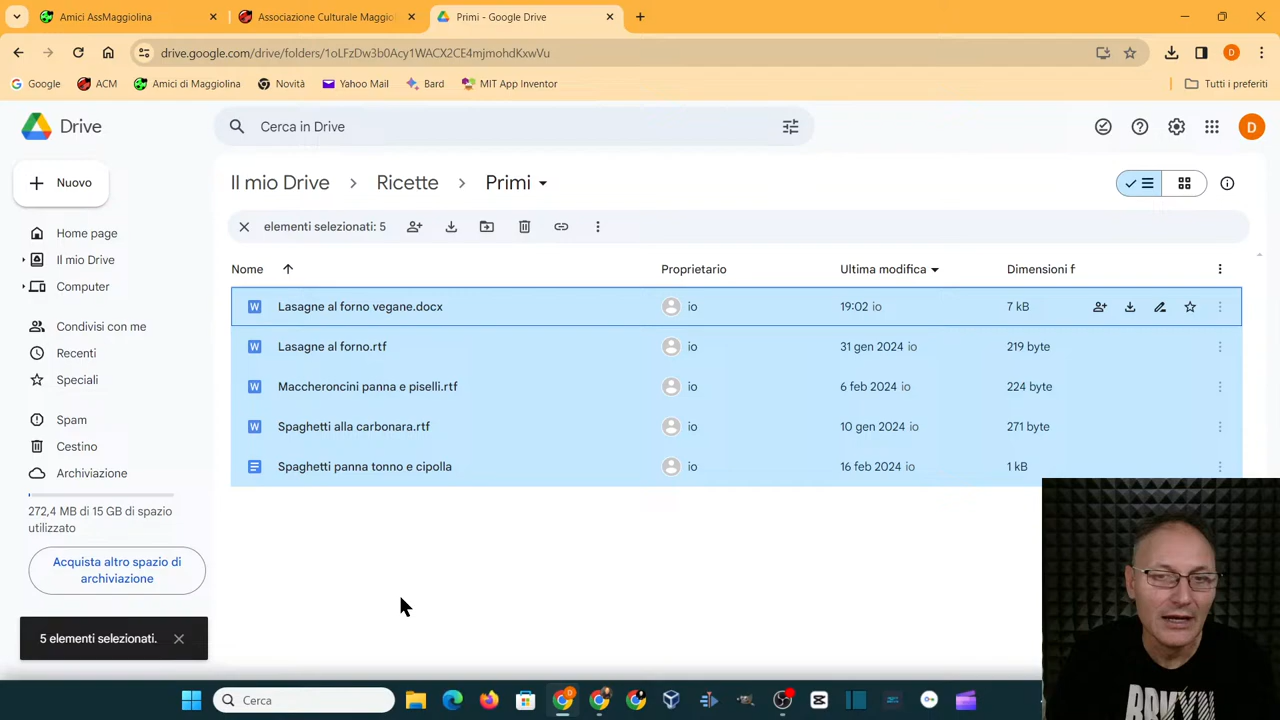 Amici AssMaggiolina
Associazione Culturale Maggio
Primi - Google Drive
drive.google.com/drive/folders/1oLFzDw3b0Acy1WACX2CE4mjmohdKxwVu
D
Google
ACM
Amici di Maggiolina
Novità
Yahoo Mail
Bard
MIT App Inventor
Tutti i preferiti
Drive
Cerca in Drive
D
Nuovo
Il mio Drive > Ricette > Primi
elementi selezionati: 5
Home page
Il mio Drive
Computer
Condivisi con me
Recenti
Speciali
Spam
Cestino
Archiviazione
272,4 MB di 15 GB di spazio
utilizzato
Acquista altro spazio di
archiviazione
Nome Proprietario Ultima modifica Dimensioni f
W Lasagne al forno vegane.docx io 19:02 io 7 kB
W Lasagne al forno.rtf io 31 gen 2024 io 219 byte
W Maccheroncini panna e piselli.rtf io 6 feb 2024 io 224 byte
W Spaghetti alla carbonara.rtf io 10 gen 2024 io 271 byte
Spaghetti panna tonno e cipolla io 16 feb 2024 io 1 kB
5 elementi selezionati.
Cerca